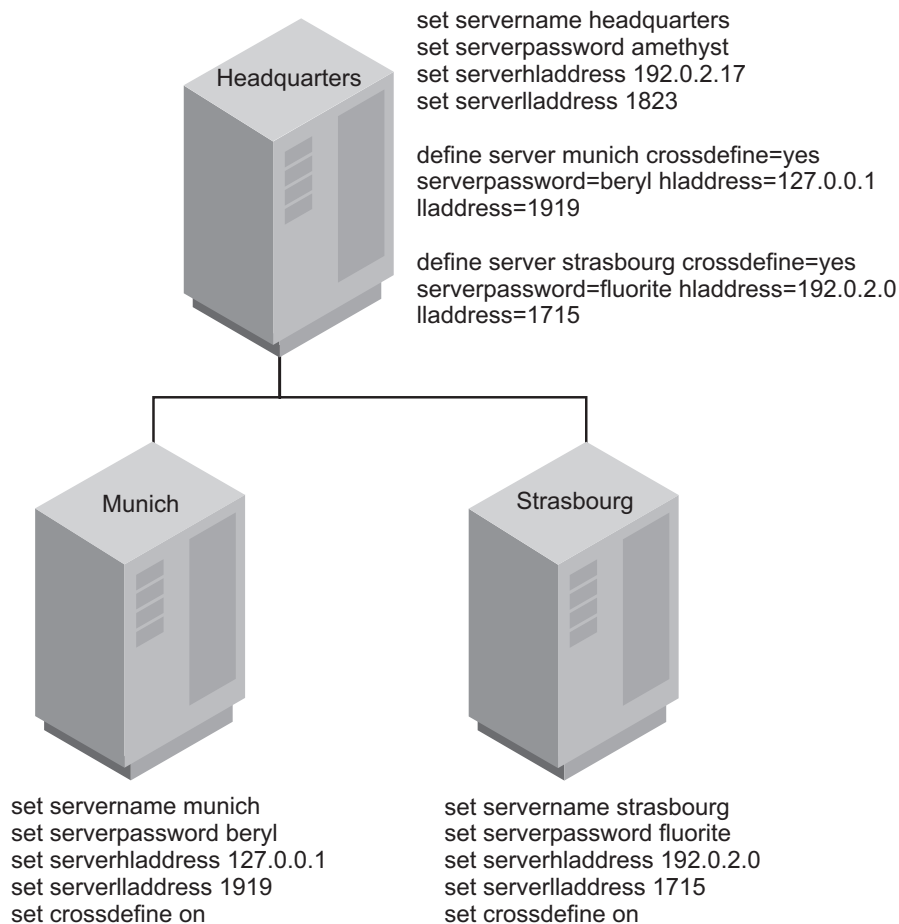 Headquarters
set servername headquarters
set serverpassword amethyst
set serverhladdress 192.0.2.17
set serverlladdress 1823
define server munich crossdefine=yes
serverpassword=beryl hladdress=127.0.0.1
lladdress=1919
define server strasbourg crossdefine=yes
serverpassword=fluorite hladdress=192.0.2.0
lladdress=1715
Munich
set servername munich
set serverpassword beryl
set serverhladdress 127.0.0.1
set serverlladdress 1919
set crossdefine on
Strasbourg
set servername strasbourg
set serverpassword fluorite
set serverhladdress 192.0.2.0
set serverlladdress 1715
set crossdefine on